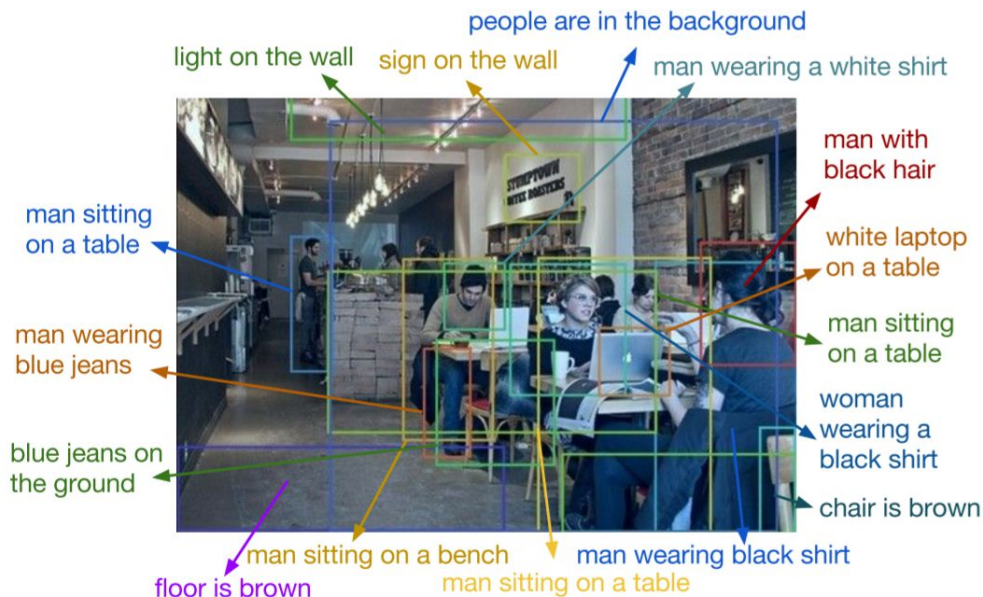 people are in the background
light on the wall
sign on the wall
man wearing a white shirt
man with
black hair
STUMPTOWN
COFFEE ROASTERS
man sitting
on a table
white laptop
on a table
man wearing
blue jeans
man sitting
on a table
woman
wearing a
black shirt
blue jeans on
the ground
chair is brown
man sitting on a bench
man wearing black shirt
floor is brown
man sitting on a table